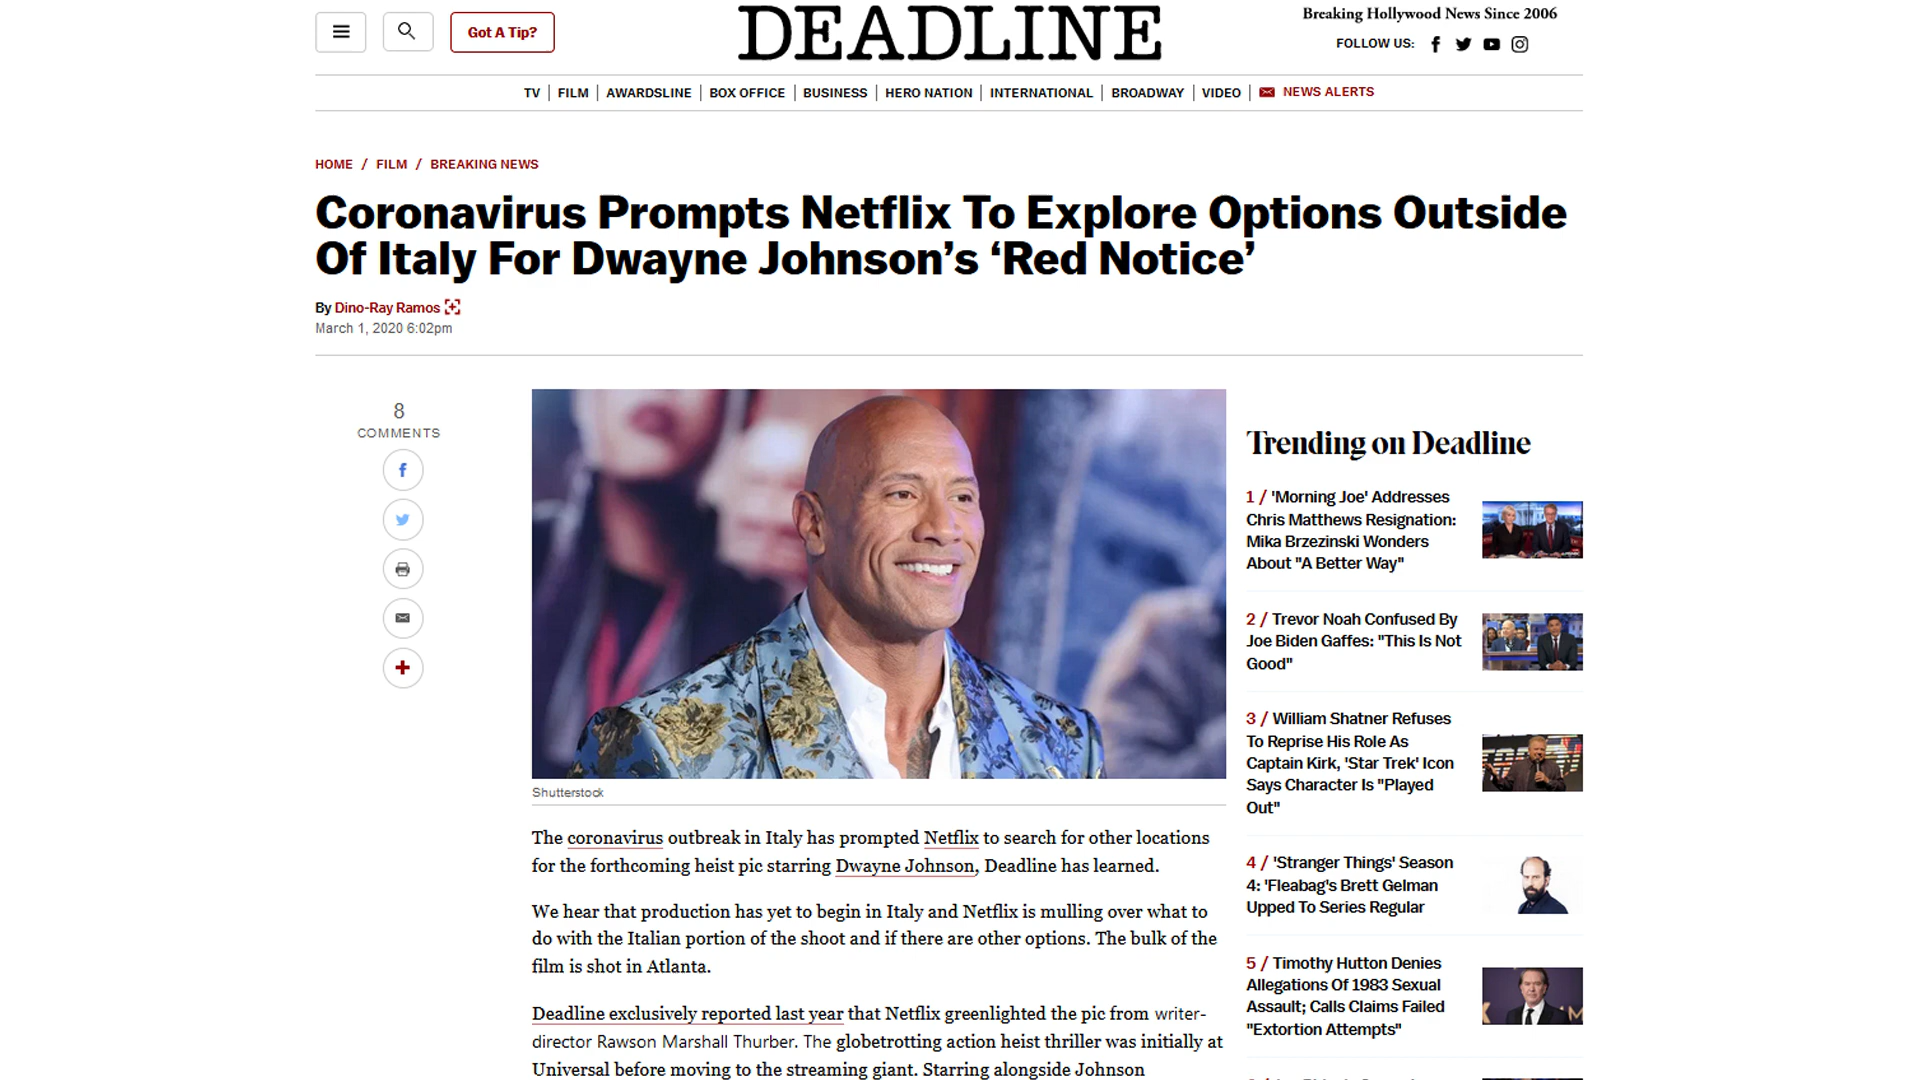 Got A Tip?
DEADLINE
Breaking Hollywood News Since 2006
FOLLOW US:
TV | FILM | AWARDSLINE | BOX OFFICE | BUSINESS | HERO NATION | INTERNATIONAL | BROADWAY | VIDEO | NEWS ALERTS
HOME / FILM / BREAKING NEWS
Coronavirus Prompts Netflix To Explore Options Outside
Of Italy For Dwayne Johnson’s ‘Red Notice’
By Dino-Ray Ramos
March 1, 2020 6:02pm
8
COMMENTS
Shutterstock
The coronavirus outbreak in Italy has prompted Netflix to search for other locations
for the forthcoming heist pic starring Dwayne Johnson, Deadline has learned.
We hear that production has yet to begin in Italy and Netflix is mulling over what to
do with the Italian portion of the shoot and if there are other options. The bulk of the
film is shot in Atlanta.
Deadline exclusively reported last year that Netflix greenlighted the pic from writer-
director Rawson Marshall Thurber. The globetrotting action heist thriller was initially at
Universal before moving to the streaming giant. Starring alongside Johnson
Trending on Deadline
1 / 'Morning Joe' Addresses
Chris Matthews Resignation:
Mika Brzezinski Wonders
About "A Better Way"
2 / Trevor Noah Confused By
Joe Biden Gaffes: "This Is Not
Good"
3 / William Shatner Refuses
To Reprise His Role As
Captain Kirk, 'Star Trek' Icon
Says Character Is "Played
Out"
4 / 'Stranger Things' Season
4: 'Fleabag's Brett Gelman
Upped To Series Regular
5 / Timothy Hutton Denies
Allegations Of 1983 Sexual
Assault; Calls Claims Failed
"Extortion Attempts"